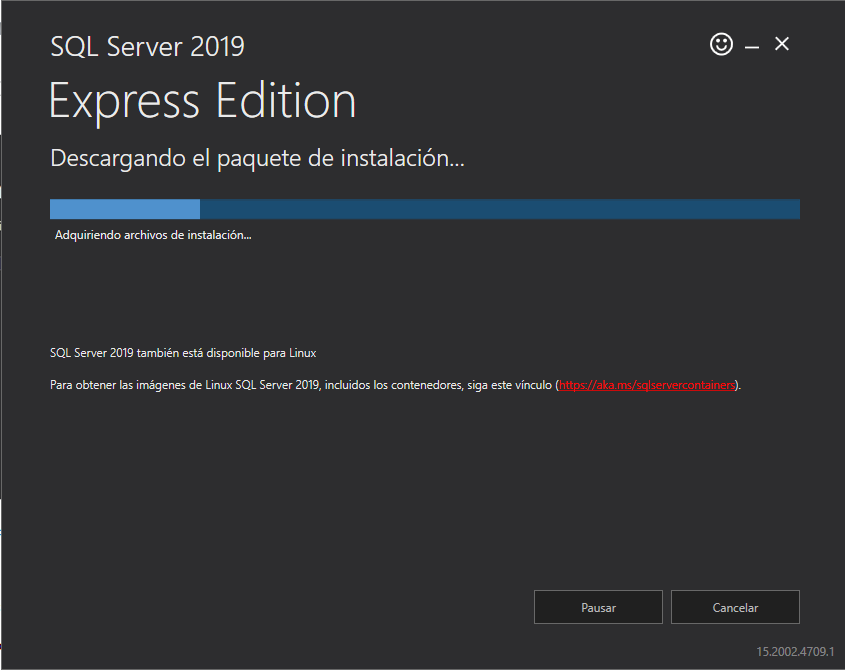 SQL Server 2019
Express Edition
Descargando el paquete de instalación...
Adquiriendo archivos de instalación...
SQL Server 2019 también está disponible para Linux
Para obtener las imágenes de Linux SQL Server 2019, incluidos los contenedores, siga este vínculo (https://aka.ms/sqlservercontainers).
Pausar
Cancelar
15.2002.4709.1